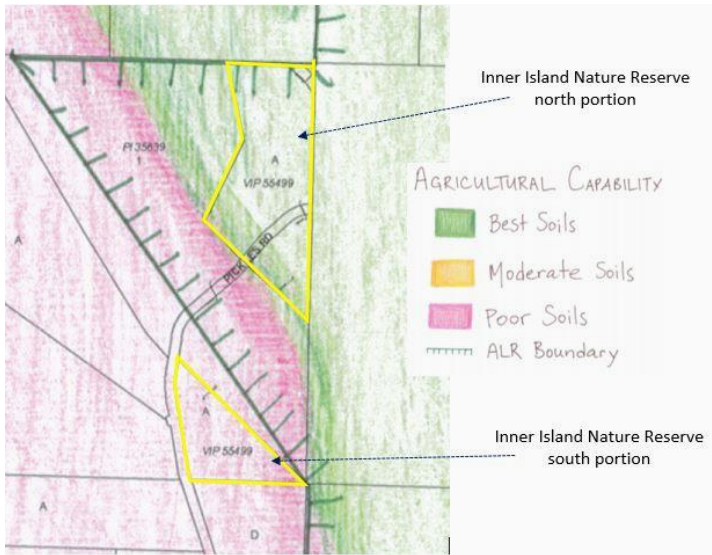 Inner Island Nature Reserve
north portion
PI 35639
1
A
VIP 55499
AGRICULTURAL CAPABILITY
Best Soils
A
Moderate Soils
Poor Soils
ALR BOUNDARY
A
VIP 55499
Inner Island Nature Reserve
south portion
A
D